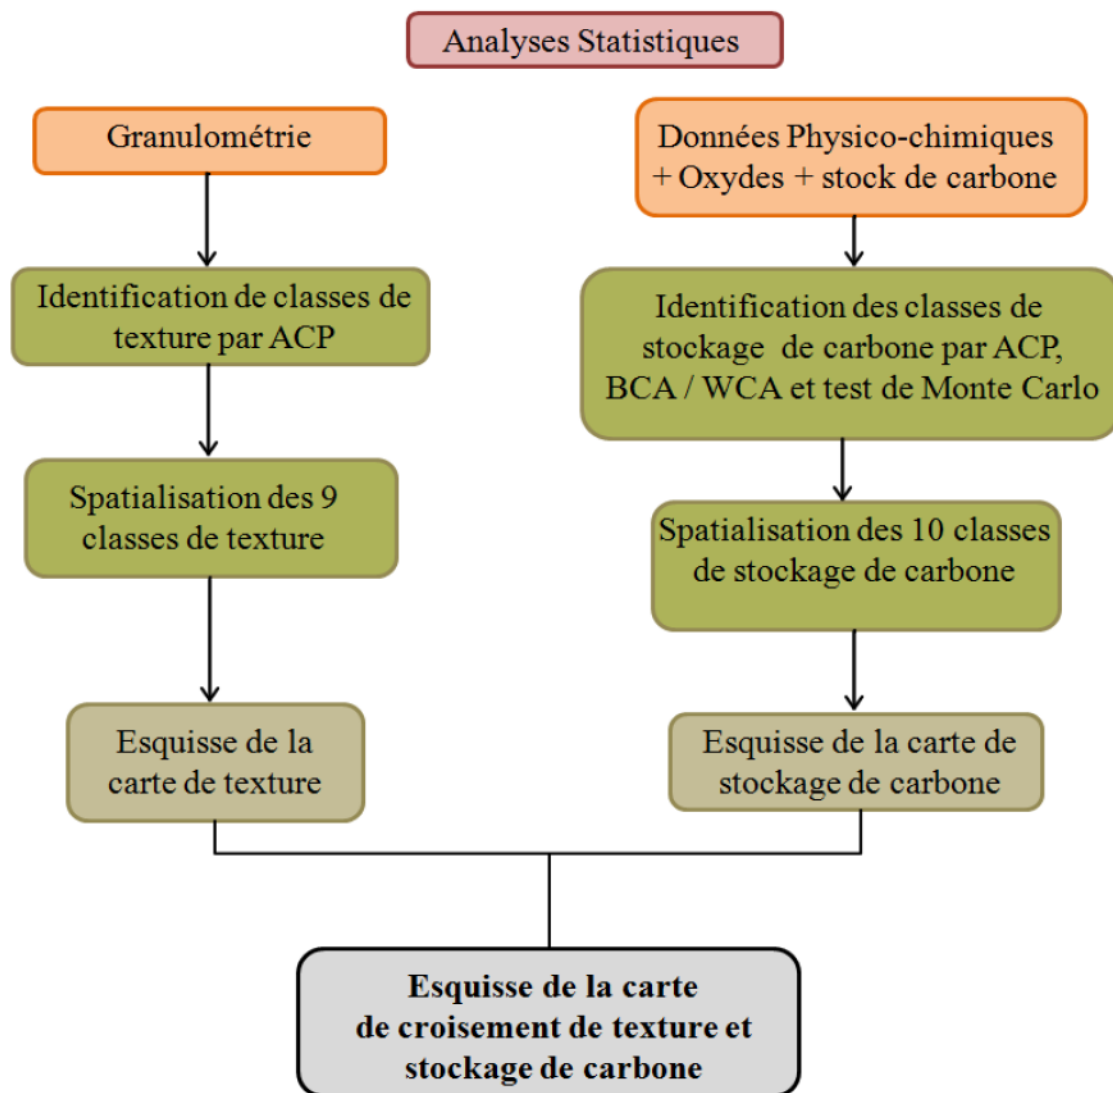 Analyses Statistiques
Granulométrie
Données Physico-chimiques
+ Oxydes + stock de carbone
Identification de classes de
texture par ACP
Identification des classes de
stockage de carbone par ACP,
BCA / WCA et test de Monte Carlo
Spatialisation des 9
classes de texture
Spatialisation des 10 classes
de stockage de carbone
Esquisse de la
carte de texture
Esquisse de la carte de
stockage de carbone
Esquisse de la carte
de croisement de texture et
stockage de carbone